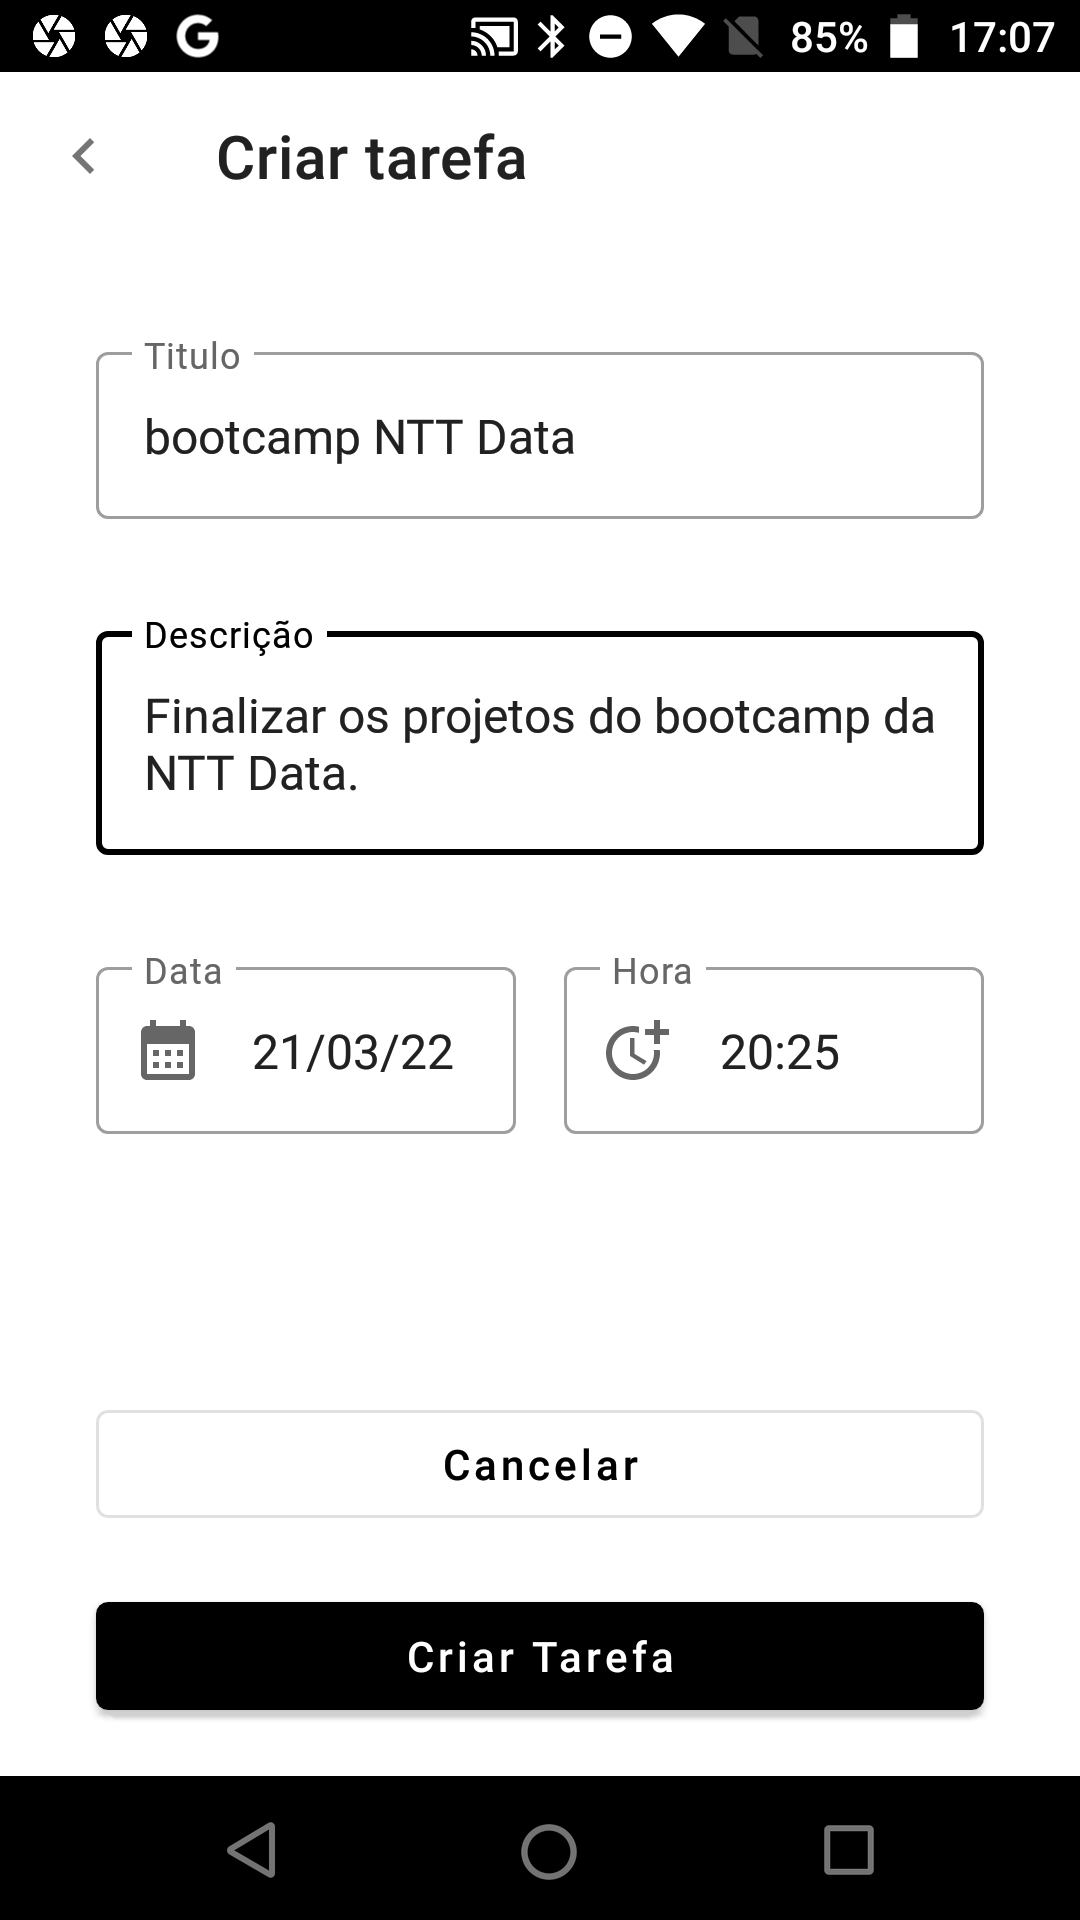 85% 17:07
Criar tarefa
Titulo
bootcamp NTT Data
Descrição
Finalizar os projetos do bootcamp da
NTT Data.
Data Hora
21/03/22 20:25
Cancelar
Criar Tarefa